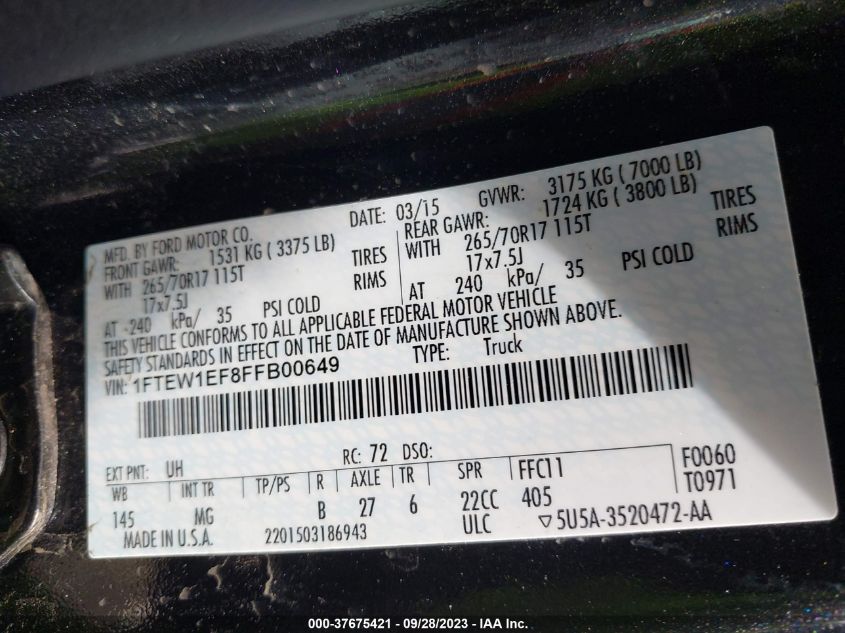 MFD. BY FORD MOTOR CO. DATE: 03/15 GVWR: 3175 KG ( 7000 LB)
FRONT GAWR: 1531 KG ( 3375 LB) REAR GAWR: 1724 KG ( 3800 LB)
WITH 265/70R17 115T TIRES WITH 265/70R17 115T TIRES
17x7.5J RIMS 17x7.5J RIMS
AT 240 kPa/ 35 PSI COLD AT 240 kPa/ 35 PSI COLD
THIS VEHICLE CONFORMS TO ALL APPLICABLE FEDERAL MOTOR VEHICLE
SAFETY STANDARDS IN EFFECT ON THE DATE OF MANUFACTURE SHOWN ABOVE.
VIN: 1FTEW1EF8FFB00649 TYPE: Truck
EXT PNT: UH RC: 72 DSO:
WB INT TR TP/PS R AXLE TR SPR FFC11 F0060
145 MG B 27 6 22CC 405 T0971
MADE IN U.S.A. 2201503186943 ULC ▽5U5A-3520472-AA
000-37675421 - 09/28/2023 - IAA Inc.